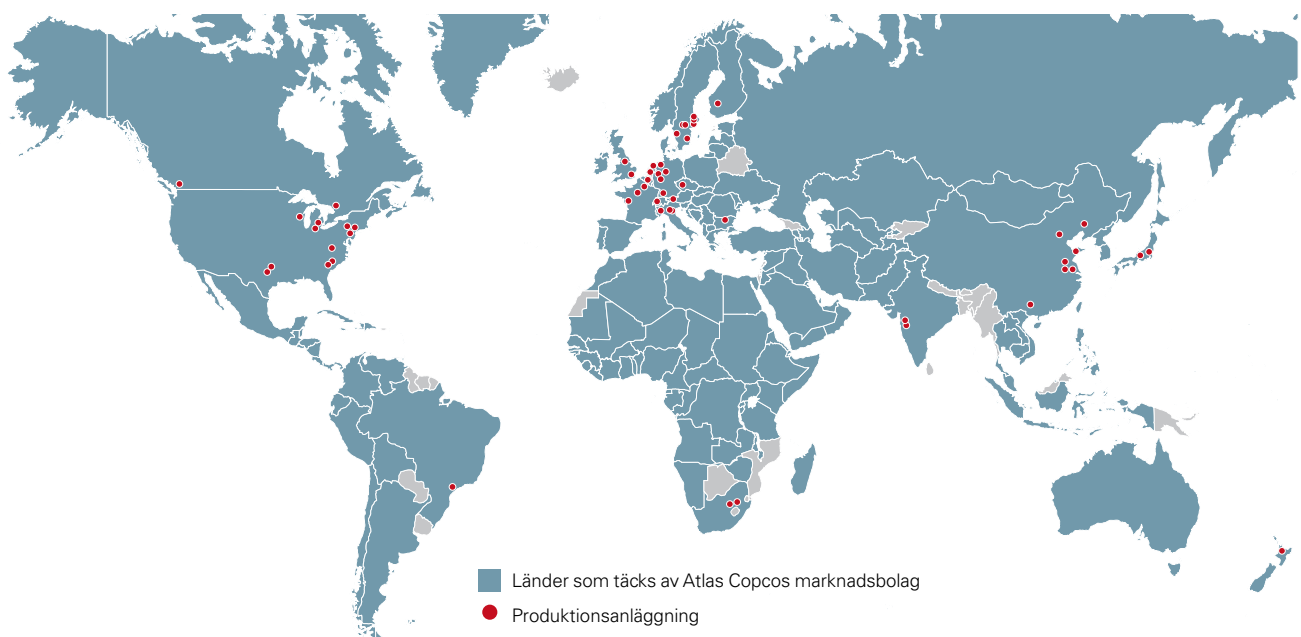 Länder som täcks av Atlas Copcos marknadsbolag
Produktionsanläggning